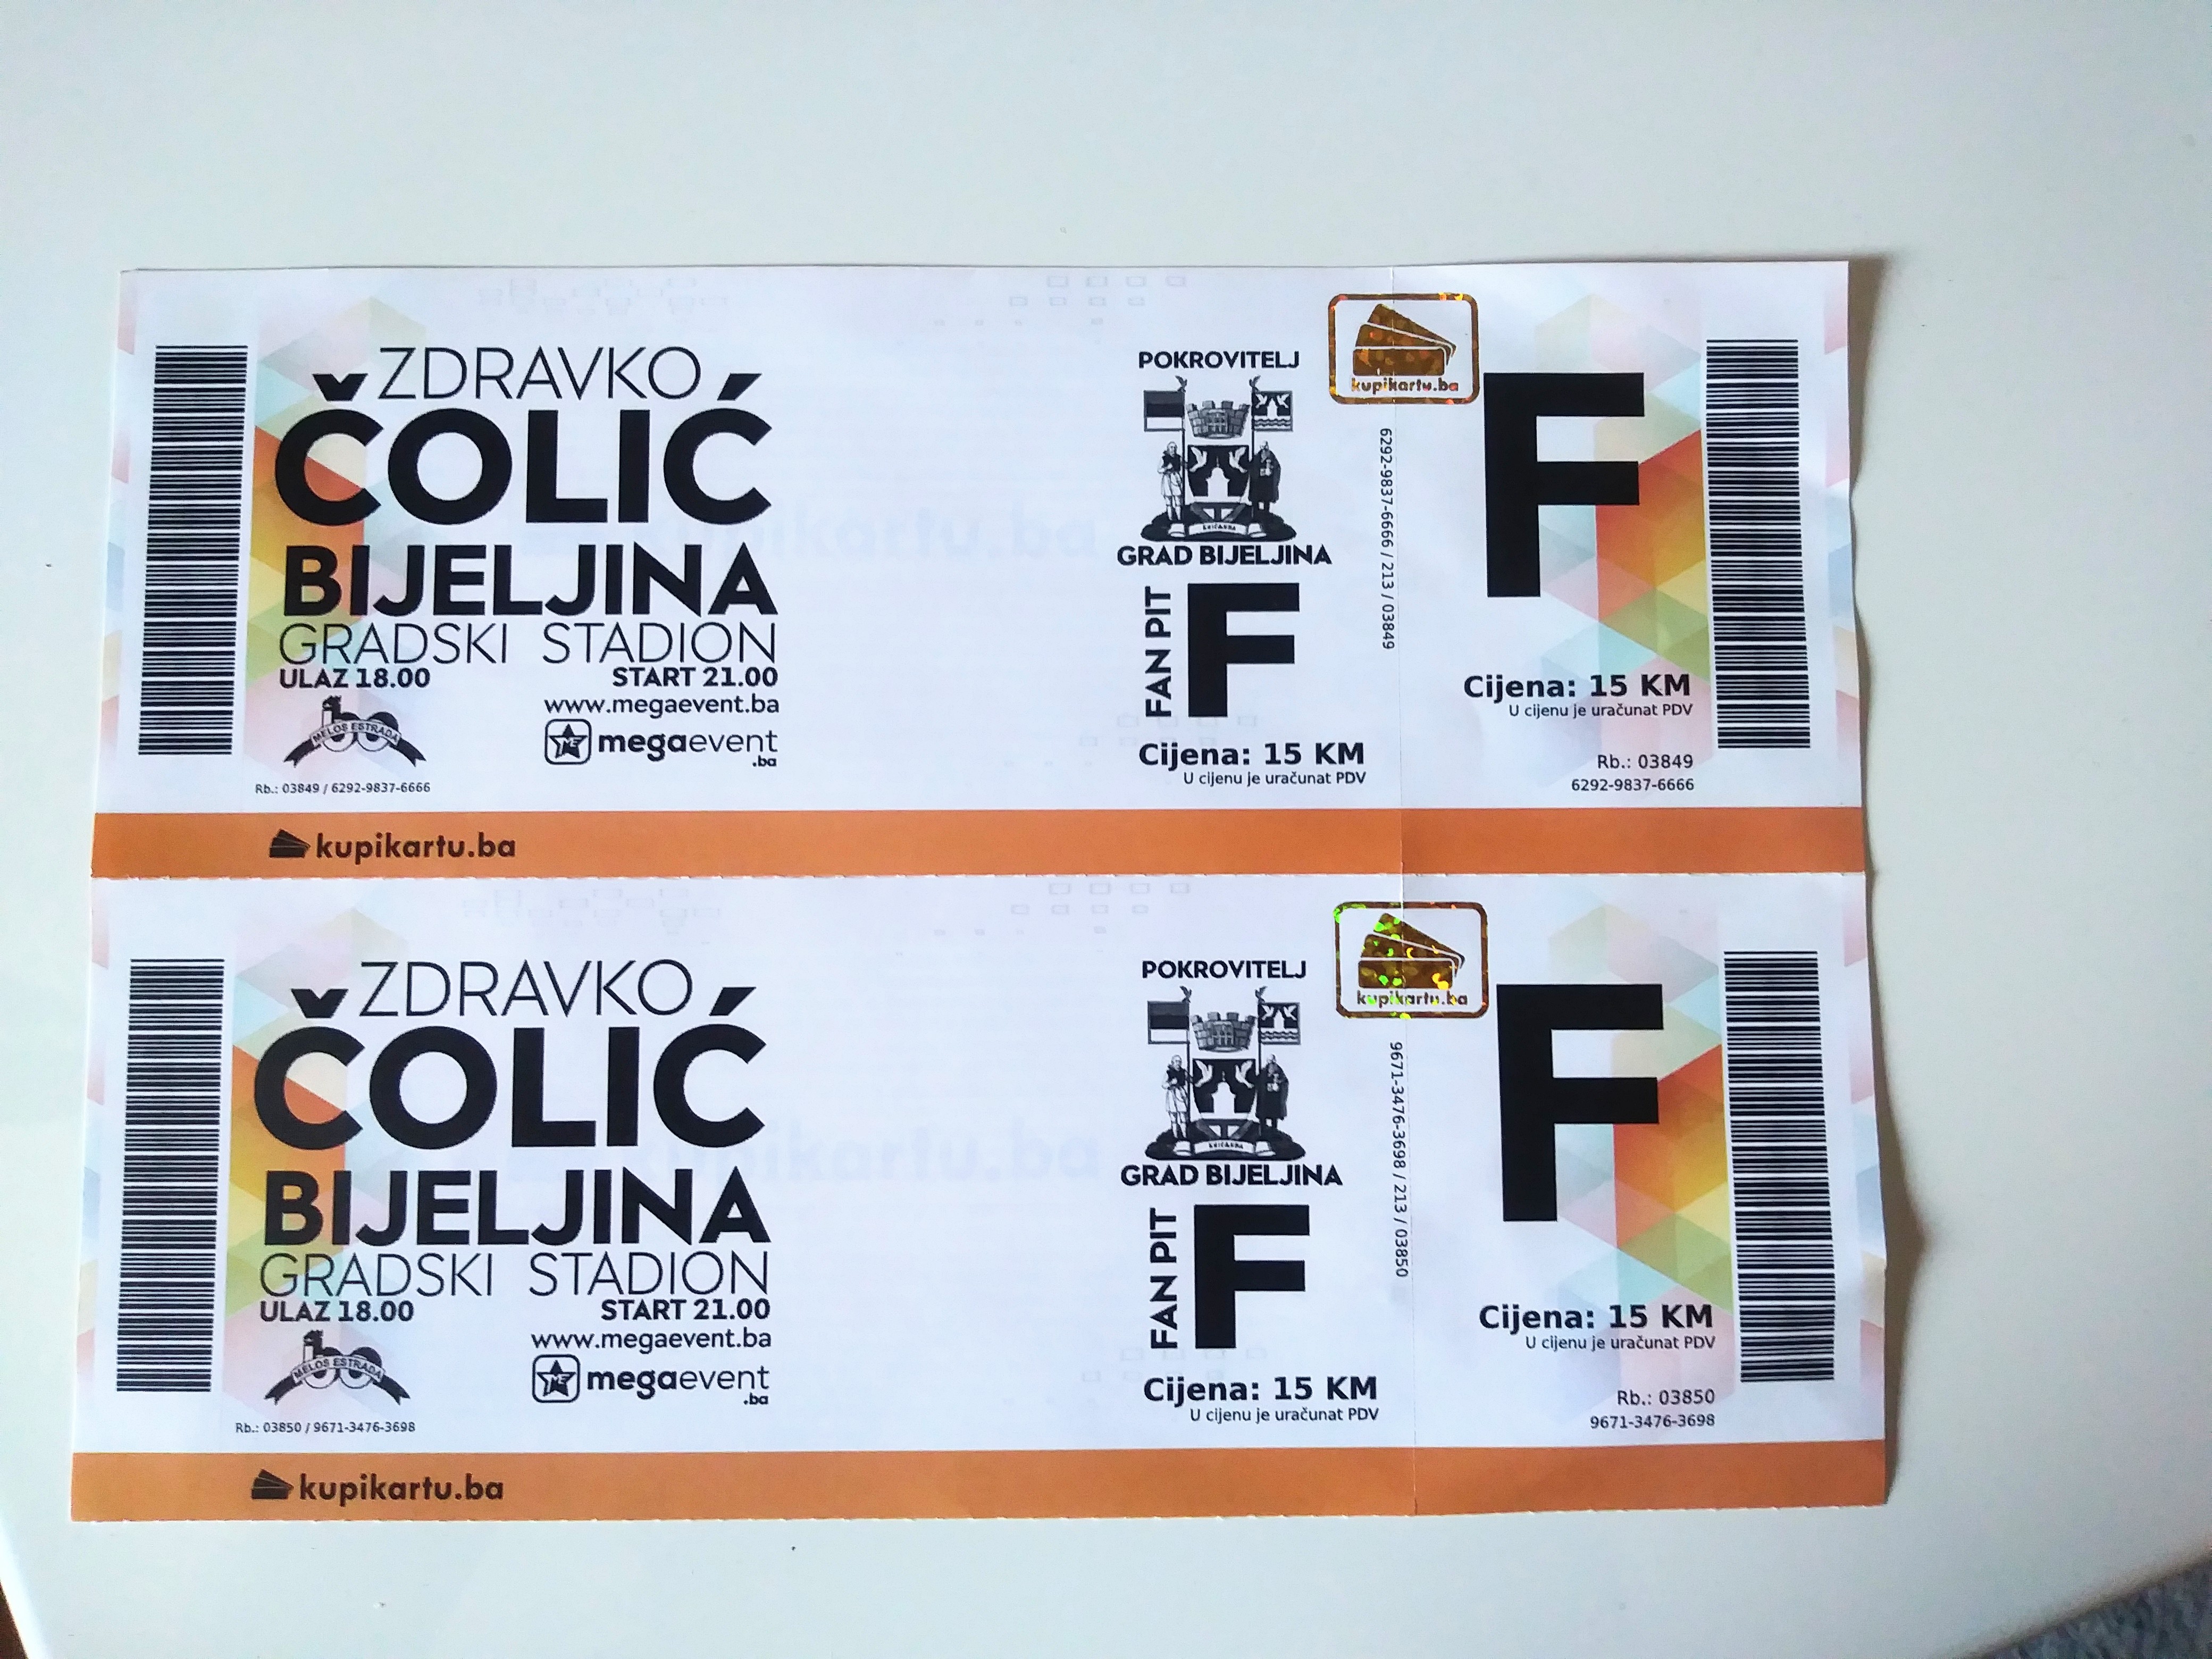 ZDRAVKO
ČOLIĆ
BIJELJINA
GRADSKI STADION
ULAZ 18.00 START 21.00
www.megaevent.ba
MELOS ESTRADA
megaevent
.ba
Rb.: 03849 / 6292-9837-6666
kupikartu.ba
POKROVITELJ
GRAD BIJELJINA
FAN PIT
F
Cijena: 15 KM
U cijenu je uračunat PDV
kupikartu.ba
6292-9837-6666 / 213 / 03849
F
Cijena: 15 KM
U cijenu je uračunat PDV
Rb.: 03849
6292-9837-6666
kupikartu.ba
ZDRAVKO
ČOLIĆ
BIJELJINA
GRADSKI STADION
ULAZ 18.00 START 21.00
www.megaevent.ba
MELOS ESTRADA
megaevent
.ba
Rb.: 03850 / 9671-3476-3698
kupikartu.ba
POKROVITELJ
GRAD BIJELJINA
FAN PIT
F
Cijena: 15 KM
U cijenu je uračunat PDV
kupikartu.ba
9671-3476-3698 / 213 / 03850
F
Cijena: 15 KM
U cijenu je uračunat PDV
Rb.: 03850
9671-3476-3698
kupikartu.ba